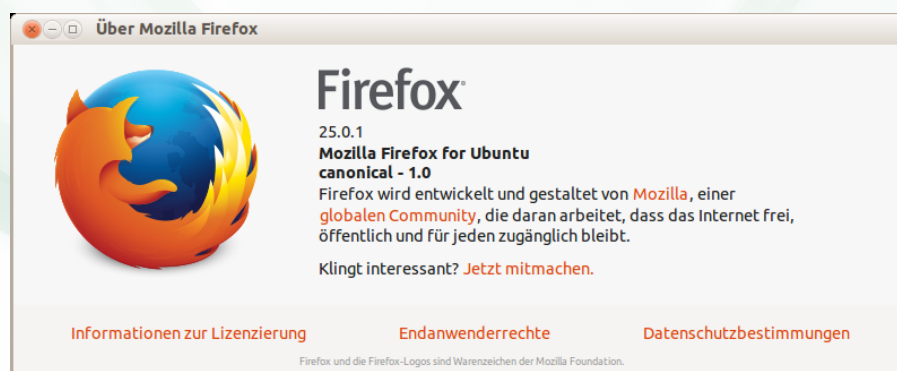 Über Mozilla Firefox
Firefox
25.0.1
Mozilla Firefox for Ubuntu
canonical - 1.0
Firefox wird entwickelt und gestaltet von Mozilla, einer
globalen Community, die daran arbeitet, dass das Internet frei,
öffentlich und für jeden zugänglich bleibt.
Klingt interessant? Jetzt mitmachen.
Informationen zur Lizenzierung Endanwenderrechte Datenschutzbestimmungen
Firefox und die Firefox-Logos sind Warenzeichen der Mozilla Foundation.